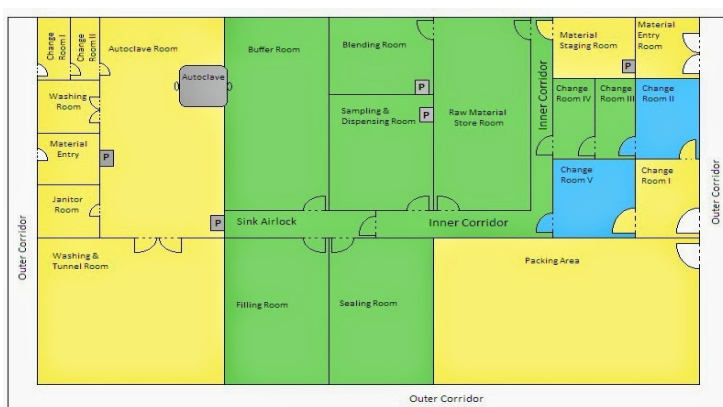 Change
Room I
Change
Room II
Autoclave Room
Autoclave
Washing
Room
Material
Entry
P
Janitor
Room
P
Washing &
Tunnel Room
Buffer Room
Blending Room
P
Sampling &
Dispensing Room
P
Raw Material
Store Room
Inner Corridor
Sink Airlock
Inner Corridor
Filling Room
Sealing Room
Material
Staging Room
P
Material
Entry
Room
Change
Room IV
Change
Room III
Change
Room II
Change
Room V
Change
Room I
Packing Area
Outer Corridor
Outer Corridor
Outer Corridor